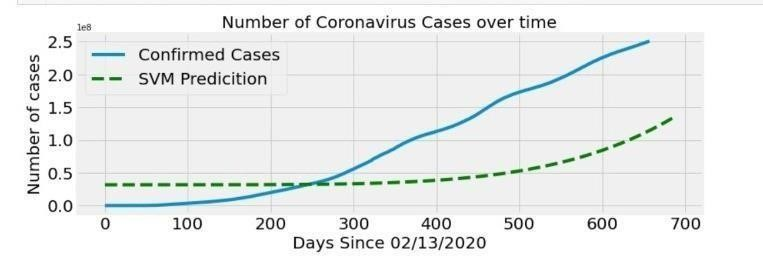 Number of Coronavirus Cases over time
1e8
2.5
2.0
1.5
1.0
0.5
0.0
Number of cases
Confirmed Cases
SVM Predicition
0 100 200 300 400 500 600 700
Days Since 02/13/2020